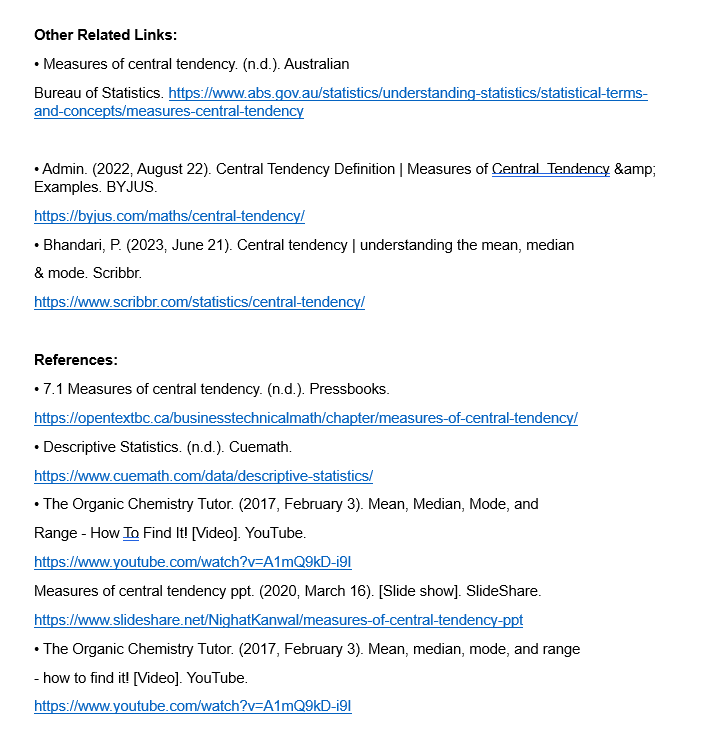 Other Related Links:
• Measures of central tendency. (n.d.). Australian
Bureau of Statistics. https://www.abs.gov.au/statistics/understanding-statistics/statistical-terms-
and-concepts/measures-central-tendency
• Admin. (2022, August 22). Central Tendency Definition | Measures of Central  Tendency &amp;
Examples. BYJUS.
https://byjus.com/maths/central-tendency/
• Bhandari, P. (2023, June 21). Central tendency | understanding the mean, median
& mode. Scribbr.
https://www.scribbr.com/statistics/central-tendency/
References:
• 7.1 Measures of central tendency. (n.d.). Pressbooks.
https://opentextbc.ca/businesstechnicalmath/chapter/measures-of-central-tendency/
• Descriptive Statistics. (n.d.). Cuemath.
https://www.cuemath.com/data/descriptive-statistics/
• The Organic Chemistry Tutor. (2017, February 3). Mean, Median, Mode, and
Range - How To Find It! [Video]. YouTube.
https://www.youtube.com/watch?v=A1mQ9kD-i9I
Measures of central tendency ppt. (2020, March 16). [Slide show]. SlideShare.
https://www.slideshare.net/NighatKanwal/measures-of-central-tendency-ppt
• The Organic Chemistry Tutor. (2017, February 3). Mean, median, mode, and range
- how to find it! [Video]. YouTube.
https://www.youtube.com/watch?v=A1mQ9kD-i9I